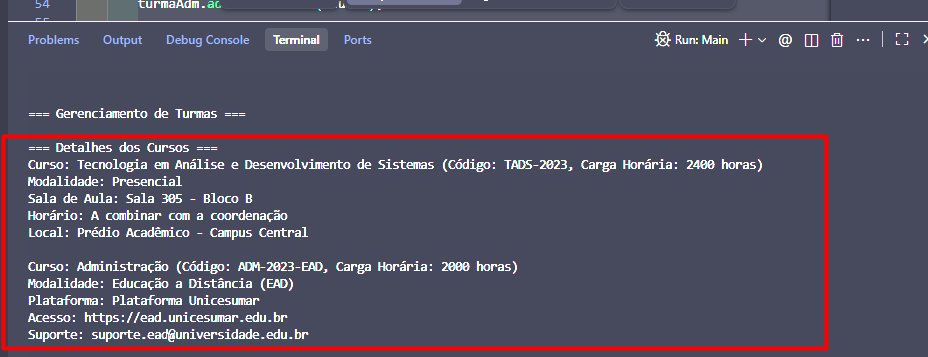 54
turmaAdm.ad
Problems Output Debug Console Terminal Ports Run: Main @
=== Gerenciamento de Turmas ===
=== Detalhes dos Cursos ===
Curso: Tecnologia em Análise e Desenvolvimento de Sistemas (Código: TADS-2023, Carga Horária: 2400 horas)
Modalidade: Presencial
Sala de Aula: Sala 305 - Bloco B
Horário: A combinar com a coordenação
Local: Prédio Acadêmico - Campus Central
Curso: Administração (Código: ADM-2023-EAD, Carga Horária: 2000 horas)
Modalidade: Educação a Distância (EAD)
Plataforma: Plataforma Unicesumar
Acesso: https://ead.unicesumar.edu.br
Suporte: suporte.ead@universidade.edu.br